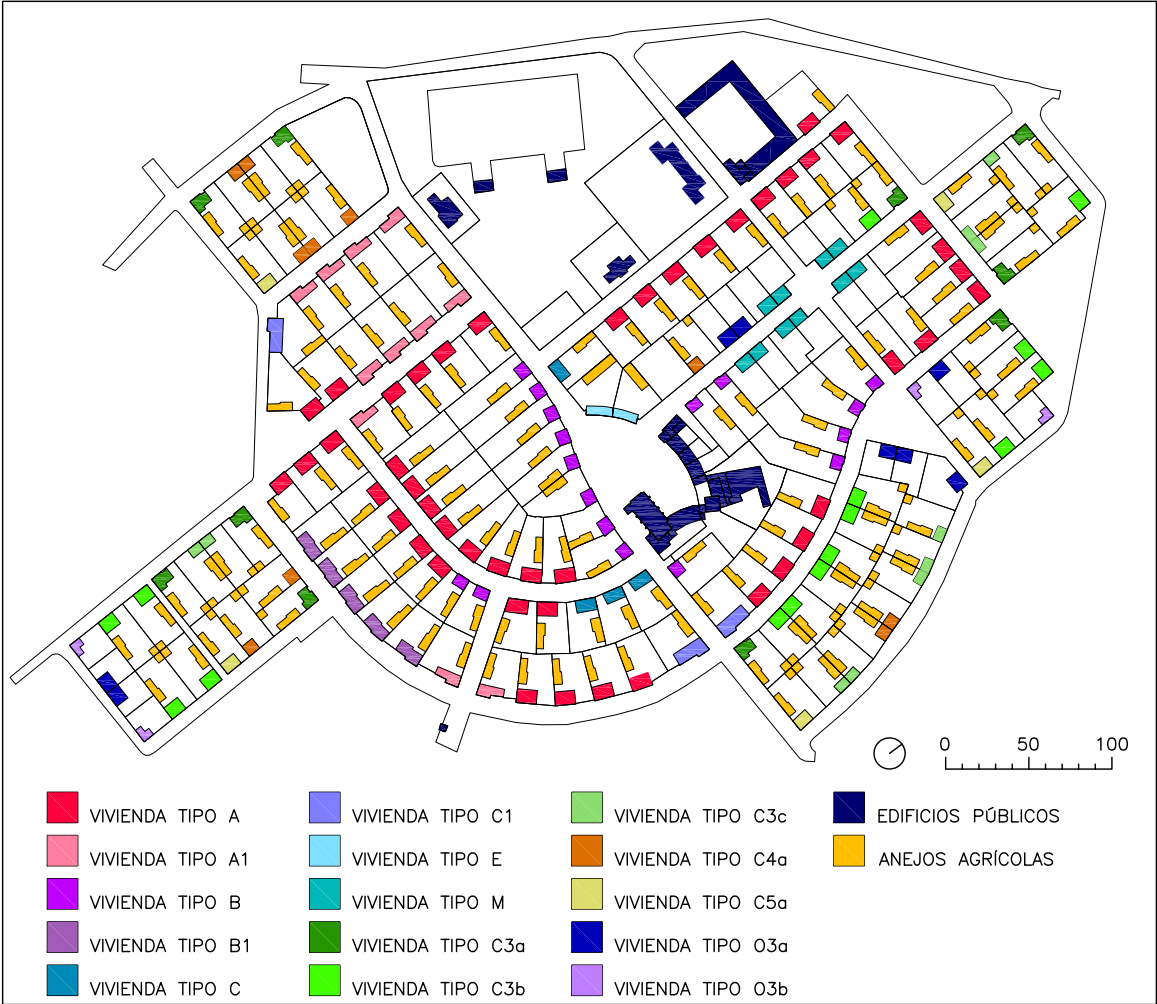 0 50 100
VIVIENDA TIPO A
VIVIENDA TIPO A1
VIVIENDA TIPO B
VIVIENDA TIPO B1
VIVIENDA TIPO C
VIVIENDA TIPO C1
VIVIENDA TIPO E
VIVIENDA TIPO M
VIVIENDA TIPO C3a
VIVIENDA TIPO C3b
VIVIENDA TIPO C3c
VIVIENDA TIPO C4a
VIVIENDA TIPO C5a
VIVIENDA TIPO O3a
VIVIENDA TIPO O3b
EDIFICIOS PÚBLICOS
ANEJOS AGRÍCOLAS